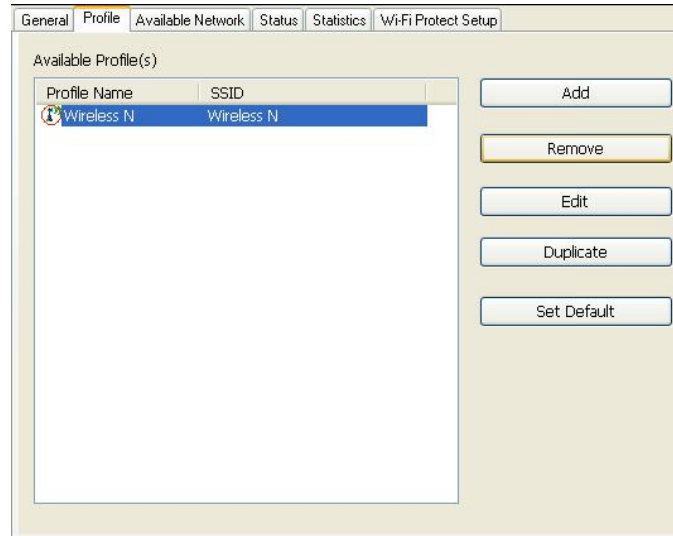 General Profile Available Network Status Statistics Wi-Fi Protect Setup
Available Profile(s)
Profile Name SSID
Wireless N Wireless N
Add
Remove
Edit
Duplicate
Set Default